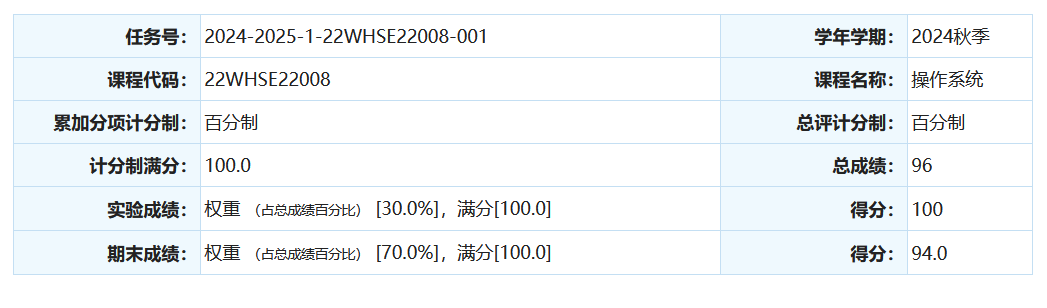 任务号： 2024-2025-1-22WHSE22008-001 学年学期： 2024秋季
课程代码： 22WHSE22008 课程名称： 操作系统
累加分项计分制： 百分制 总评计分制： 百分制
计分制满分： 100.0 总成绩： 96
实验成绩： 权重 （占总成绩百分比） [30.0%]，满分[100.0] 得分： 100
期末成绩： 权重 （占总成绩百分比） [70.0%]，满分[100.0] 得分： 94.0